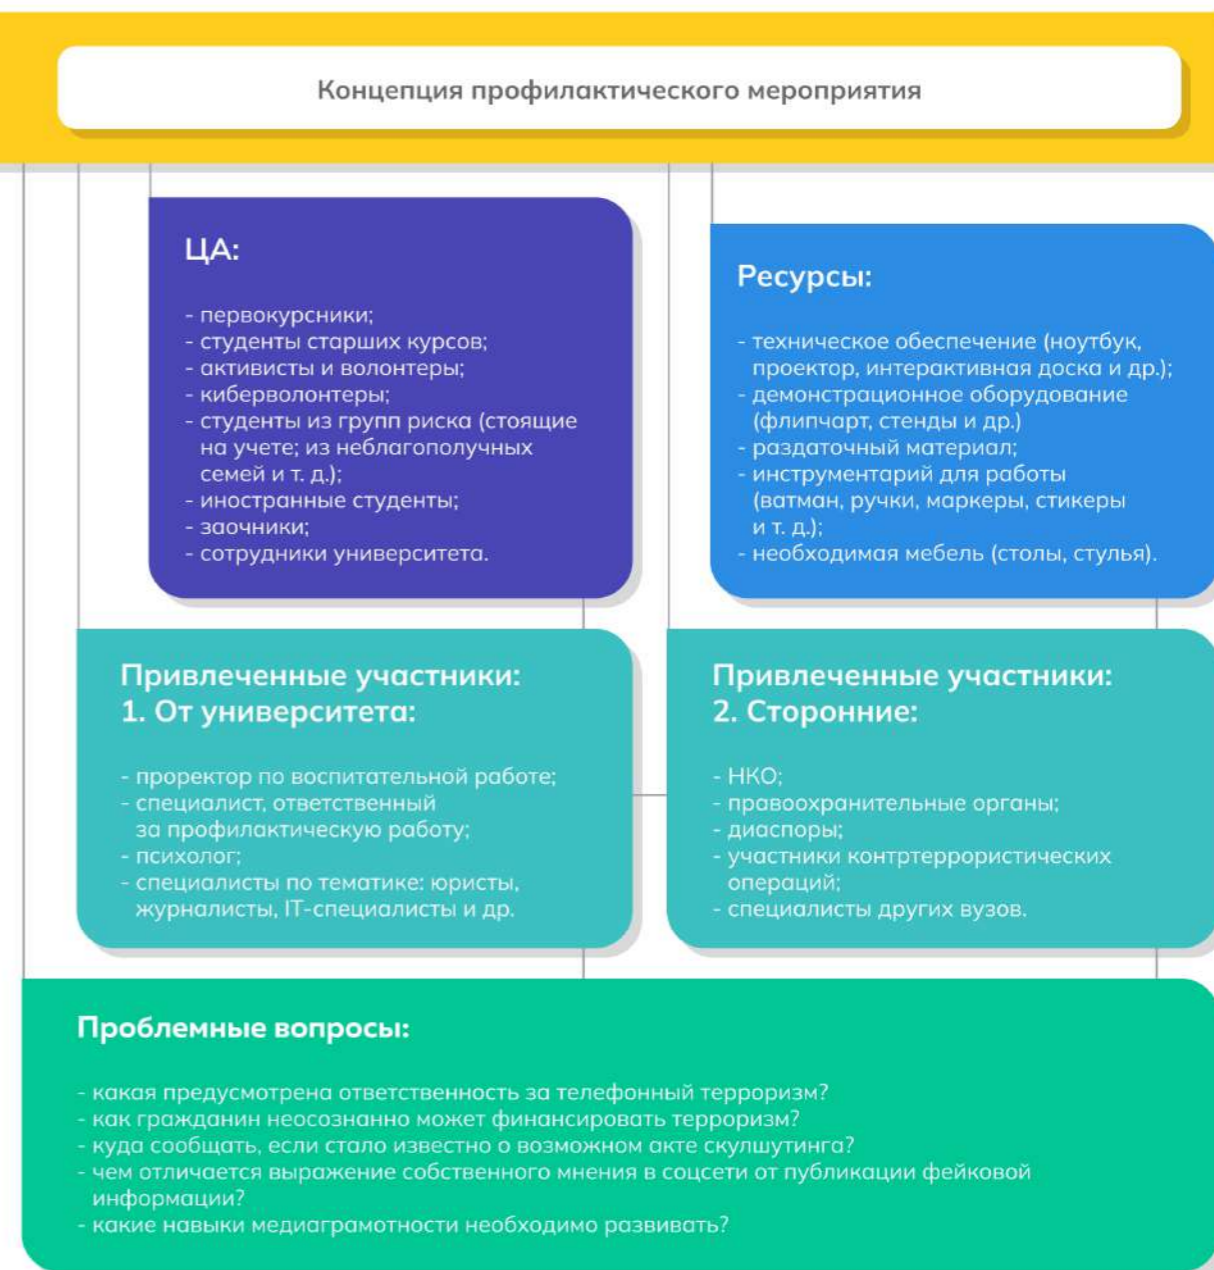 Концепция профилактического мероприятия
ЦА:
- первокурсники;
- студенты старших курсов;
- активисты и волонтеры;
- киберволонтеры;
- студенты из групп риска (стоящие
на учете; из неблагополучных
семей и т. д.);
- иностранные студенты;
- заочники;
- сотрудники университета.
Ресурсы:
- техническое обеспечение (ноутбук,
проектор, интерактивная доска и др.);
- демонстрационное оборудование
(флипчарт, стенды и др.)
- раздаточный материал;
- инструментарий для работы
(ватман, ручки, маркеры, стикеры
и т. д.);
- необходимая мебель (столы, стулья).
Привлеченные участники:
1. От университета:
- проректор по воспитательной работе;
- специалист, ответственный
за профилактическую работу;
- психолог;
- специалисты по тематике: юристы,
журналисты, IT-специалисты и др.
Привлеченные участники:
2. Сторонние:
- НКО;
- правоохранительные органы;
- диаспоры;
- участники контртеррористических
операций;
- специалисты других вузов.
Проблемные вопросы:
- какая предусмотрена ответственность за телефонный терроризм?
- как гражданин неосознанно может финансировать терроризм?
- куда сообщать, если стало известно о возможном акте скулшутинга?
- чем отличается выражение собственного мнения в соцсети от публикации фейковой
информации?
- какие навыки медиаграмотности необходимо развивать?